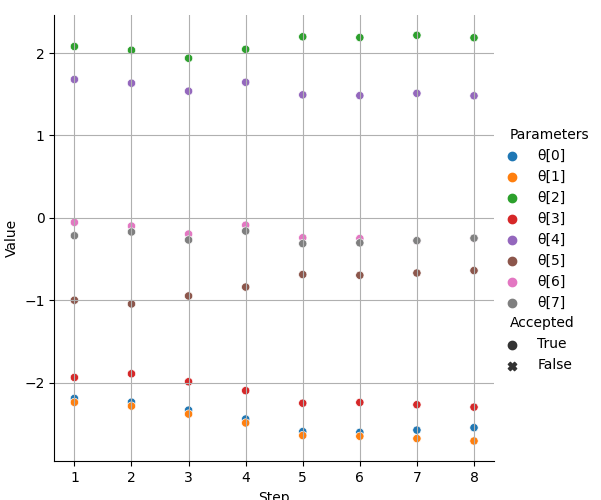 2
1
0
−1
−2
Value
1 2 3 4 5 6 7 8
Step
Parameters
θ[0]
θ[1]
θ[2]
θ[3]
θ[4]
θ[5]
θ[6]
θ[7]
Accepted
True
False